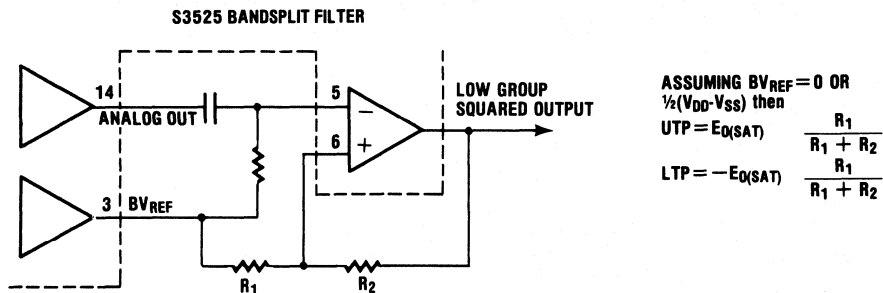 S3525 BANDSPLIT FILTER
14
ANALOG OUT
5
−
6
+
LOW GROUP
SQUARED OUTPUT
3 BVREF
R1
R2
ASSUMING BVREF=0 OR
½(VDD-VSS) then
UTP=EO(SAT) R1
R1 + R2
LTP=−EO(SAT) R1
R1 + R2